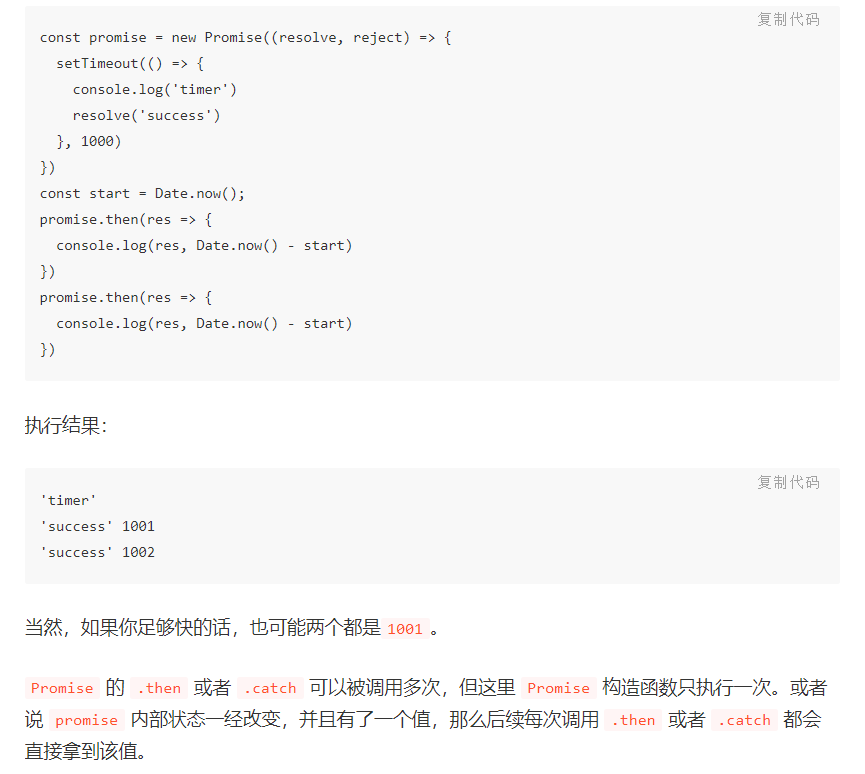 复制代码
const promise = new Promise((resolve, reject) => {
  setTimeout(() => {
    console.log('timer')
    resolve('success')
  }, 1000)
})
const start = Date.now();
promise.then(res => {
  console.log(res, Date.now() - start)
})
promise.then(res => {
  console.log(res, Date.now() - start)
})
执行结果：
复制代码
'timer'
'success' 1001
'success' 1002
当然，如果你足够快的话，也可能两个都是 1001 。
Promise 的 .then 或者 .catch 可以被调用多次，但这里 Promise 构造函数只执行一次。或者
说 promise 内部状态一经改变，并且有了一个值，那么后续每次调用 .then 或者 .catch 都会
直接拿到该值。